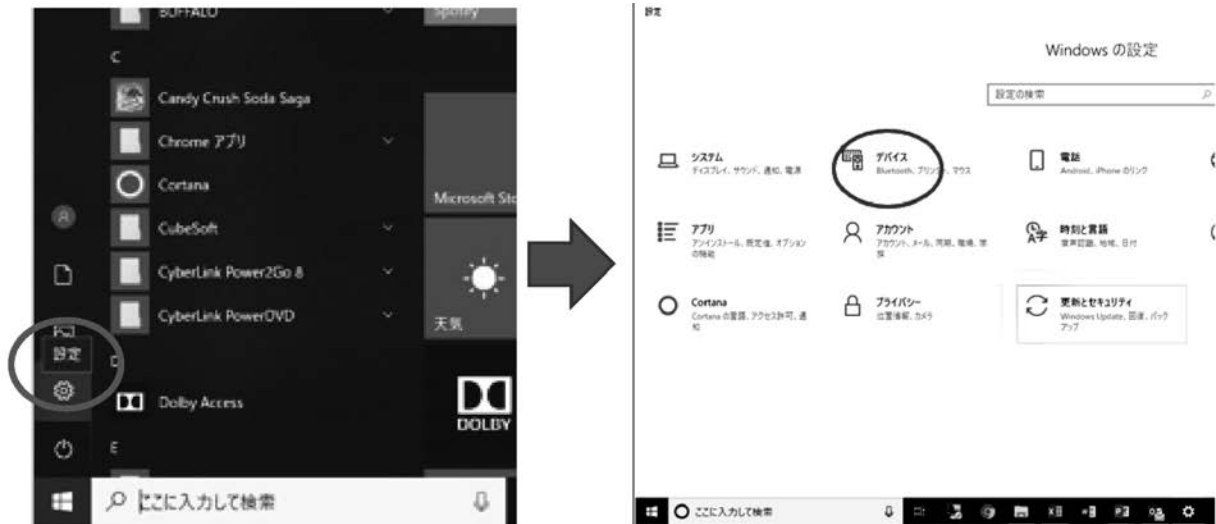 BUFFALO
Spotify
C
Candy Crush Soda Saga
Chrome アプリ
Cortana
Microsoft Sto
CubeSoft
CyberLink Power2Go 8
CyberLink PowerDVD
天気
設定
D
Dolby Access
DOLBY
E
ここに入力して検索
設定
Windows の設定
設定の検索
システム
ディスプレイ、サウンド、通知、電源
デバイス
Bluetooth、プリンター、マウス
電話
Android、iPhone のリンク
アプリ
アンインストール、既定値、オプション
の機能
アカウント
アカウント、メール、同期、職場、家
族
時刻と言語
音声認識、地域、日付
Cortana
Cortana の言語、アクセス許可、通
知
プライバシー
位置情報、カメラ
更新とセキュリティ
Windows Update、回復、バック
アップ
ここに入力して検索